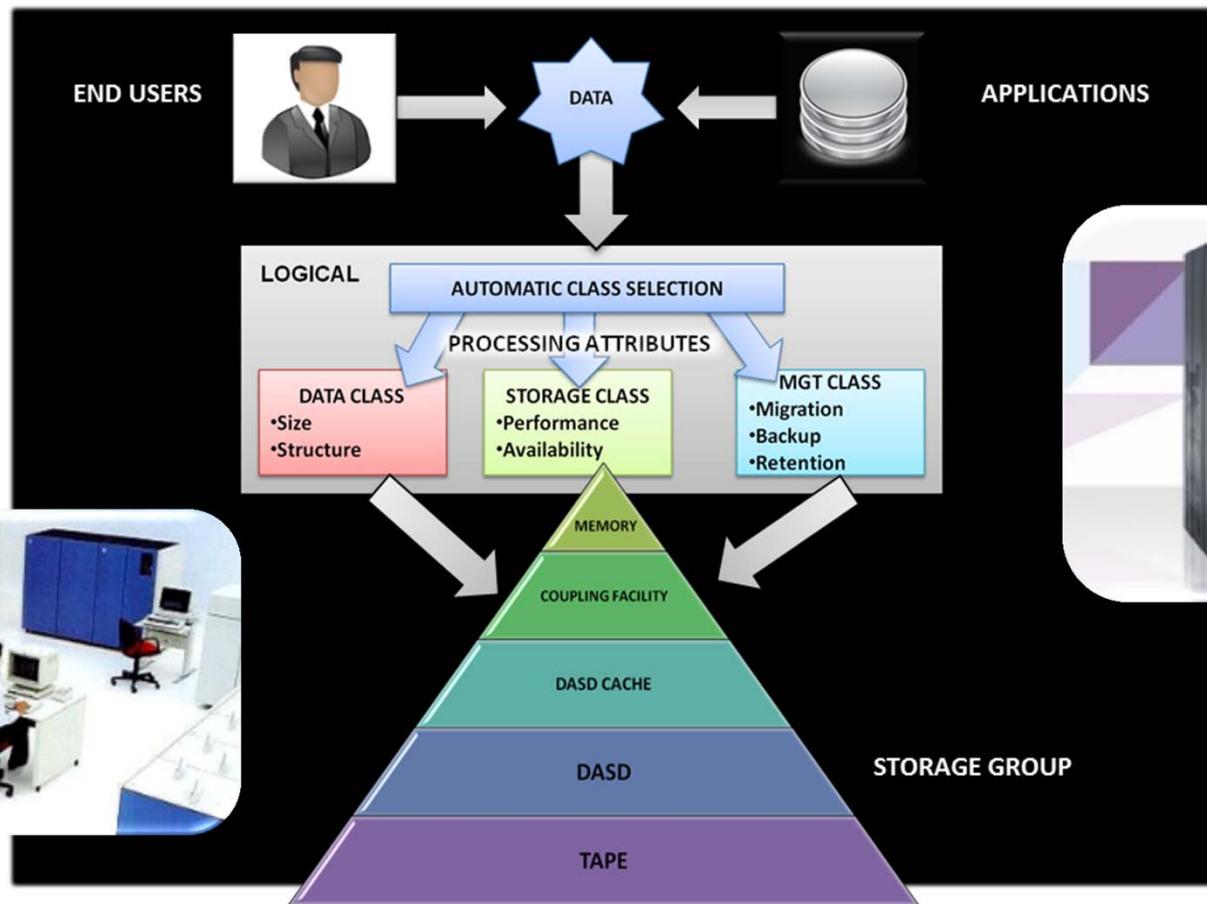 END USERS
DATA
APPLICATIONS
LOGICAL
AUTOMATIC CLASS SELECTION
PROCESSING ATTRIBUTES
DATA CLASS
•Size
•Structure
STORAGE CLASS
•Performance
•Availability
MGT CLASS
•Migration
•Backup
•Retention
MEMORY
COUPLING FACILITY
DASD CACHE
DASD
STORAGE GROUP
TAPE